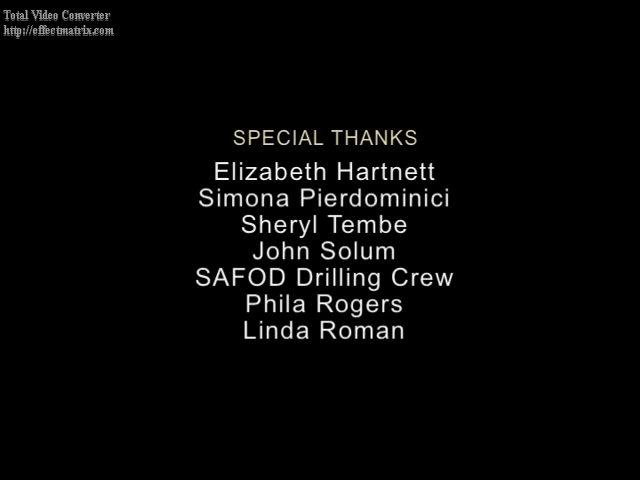 Total Video Converter
http://effectmatrix.com
SPECIAL THANKS
Elizabeth Hartnett
Simona Pierdominici
Sheryl Tembe
John Solum
SAFOD Drilling Crew
Phila Rogers
Linda Roman